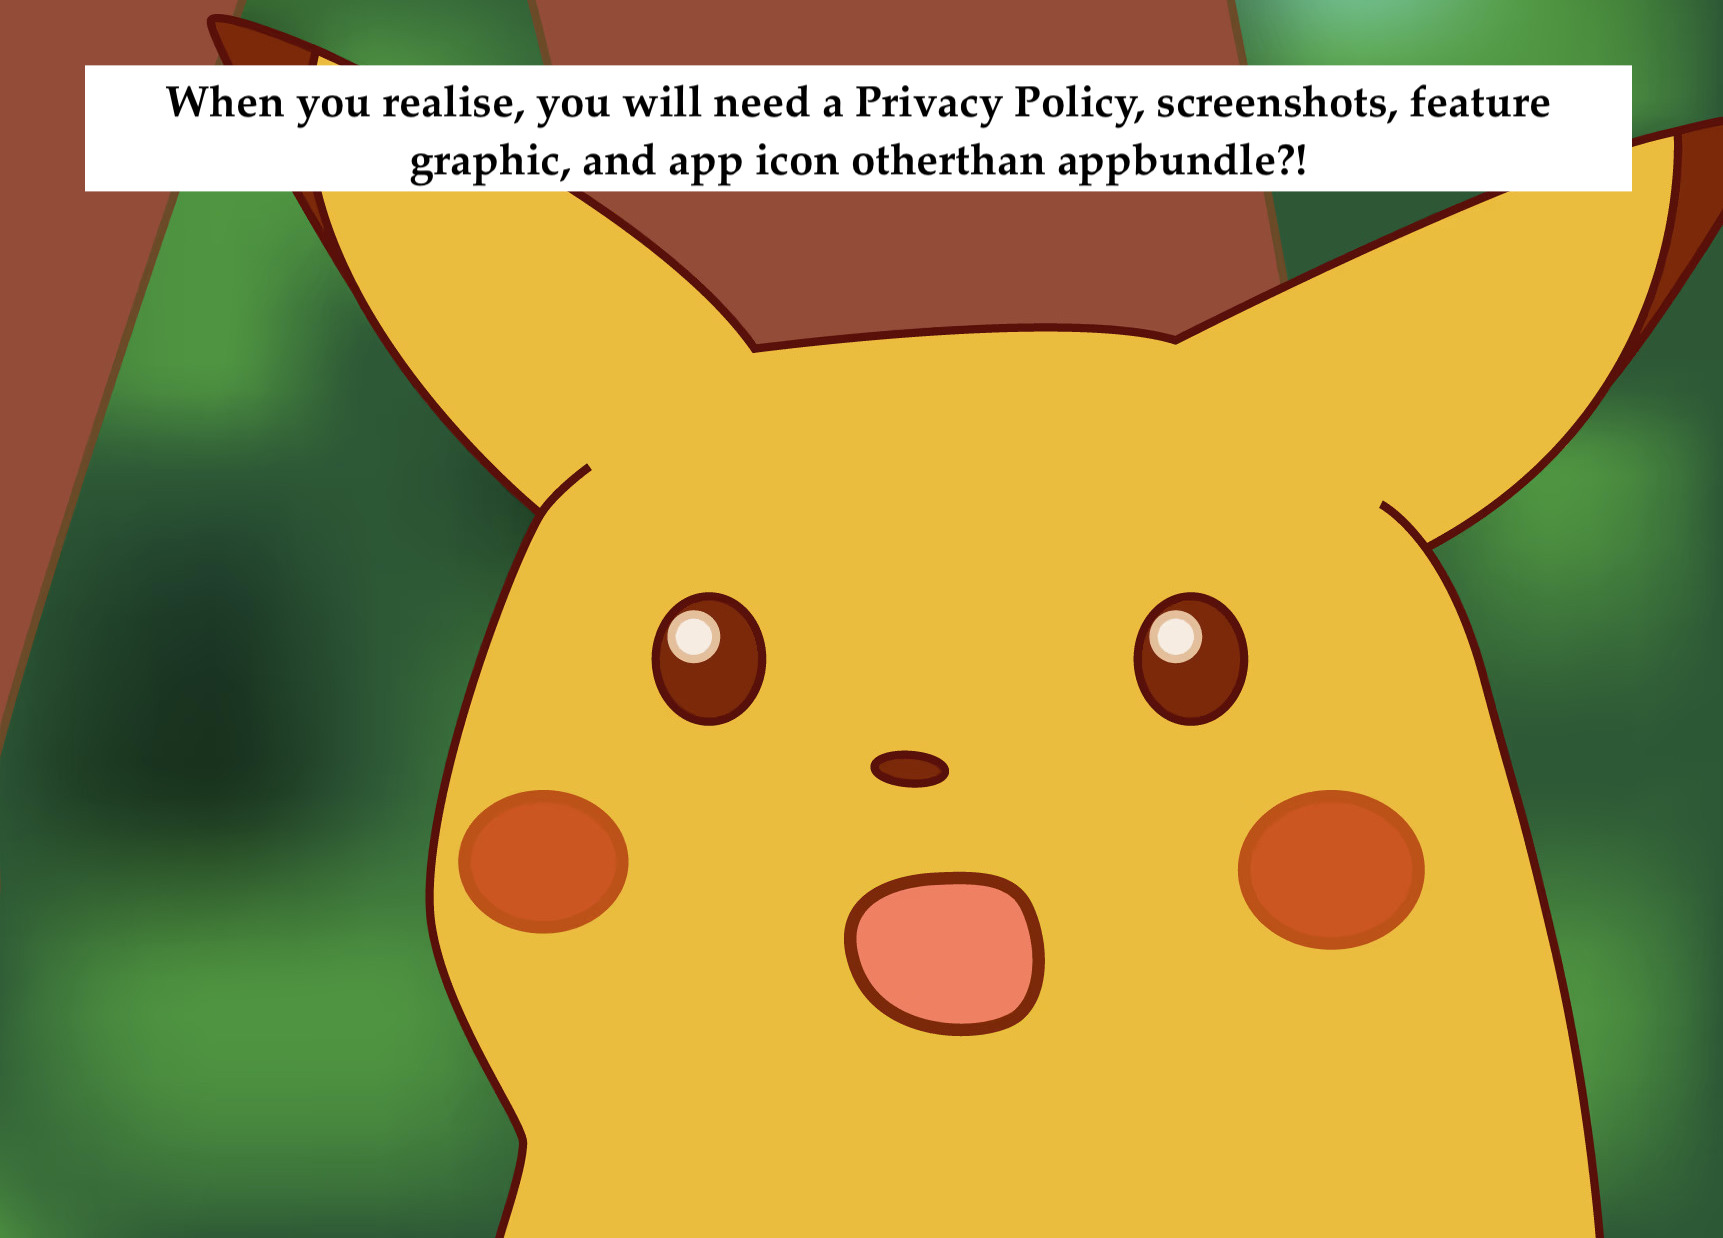 When you realise, you will need a Privacy Policy, screenshots, feature
graphic, and app icon otherthan appbundle?!